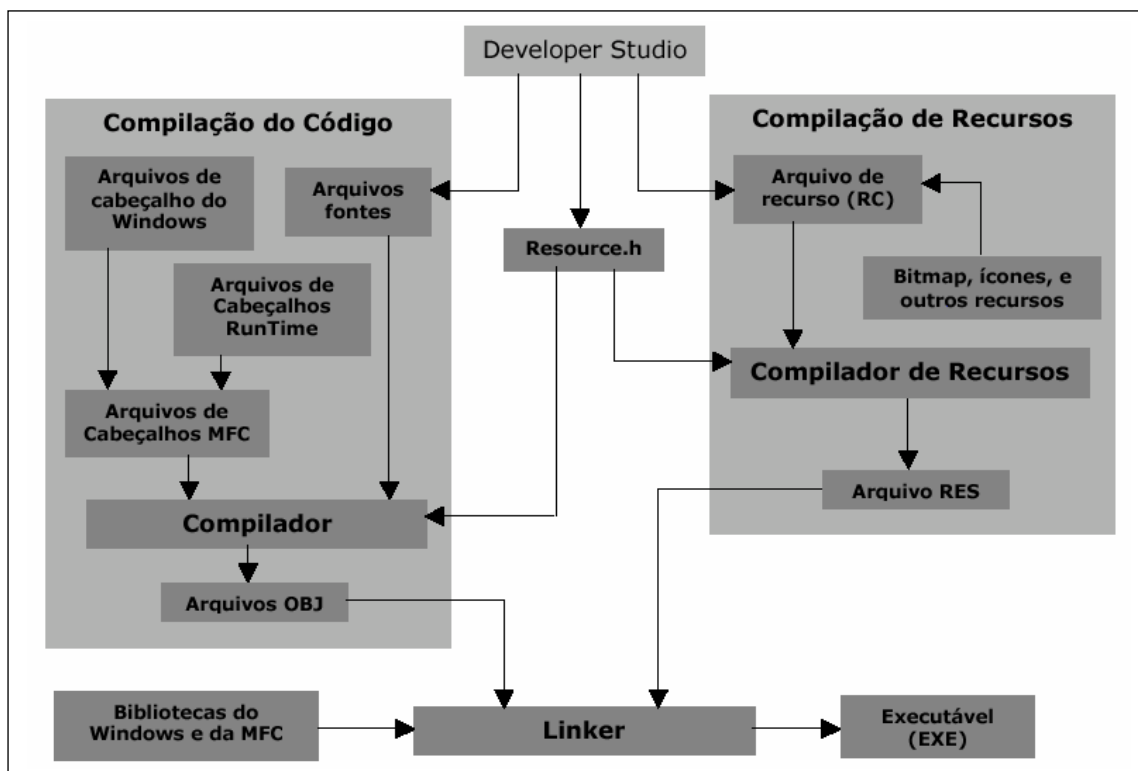 Developer Studio
Compilação do Código
Arquivos de
cabeçalho do
Windows
Arquivos
fontes
Arquivos de
Cabeçalhos
RunTime
Arquivos de
Cabeçalhos MFC
Compilador
Arquivos OBJ
Resource.h
Compilação de Recursos
Arquivo de
recurso (RC)
Bitmap, ícones, e
outros recursos
Compilador de Recursos
Arquivo RES
Bibliotecas do
Windows e da MFC
Linker
Executável
(EXE)